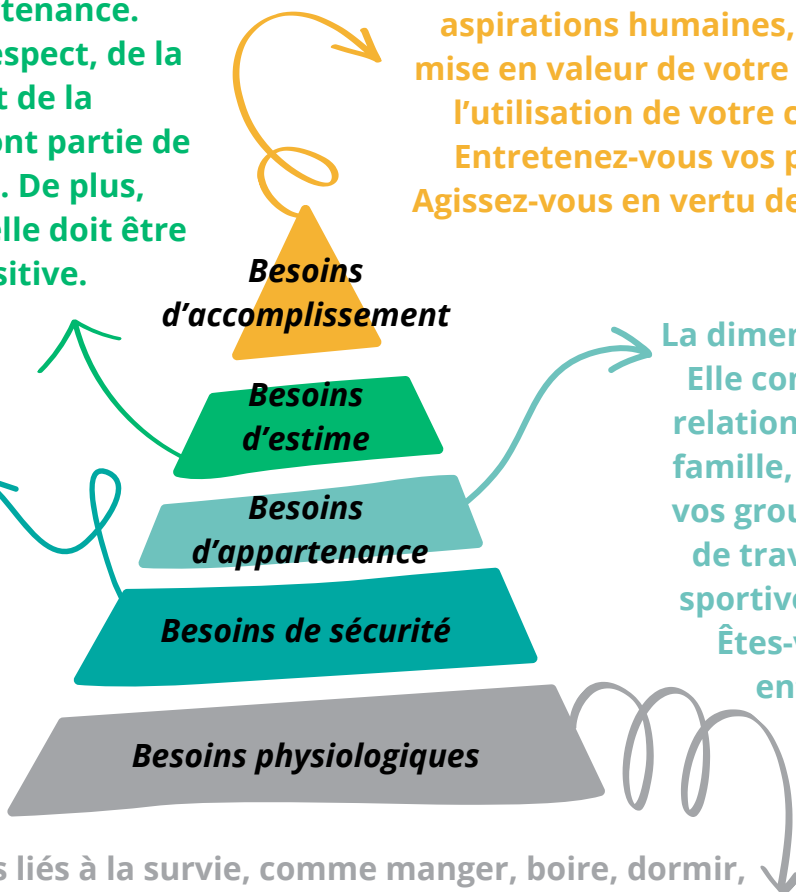 tenance.
espect, de la
t de la
ont partie de
. De plus,
elle doit être
sitive.
aspirations humaines,
mise en valeur de votre
l’utilisation de votre c
Entretenez-vous vos p
Agissez-vous en vertu de
Besoins
d’accomplissement
Besoins
d’estime
Besoins
d’appartenance
Besoins de sécurité
Besoins physiologiques
La dimen
Elle con
relation
famille,
vos grou
de trav
sportive
Êtes-v
en
s liés à la survie, comme manger, boire, dormir,